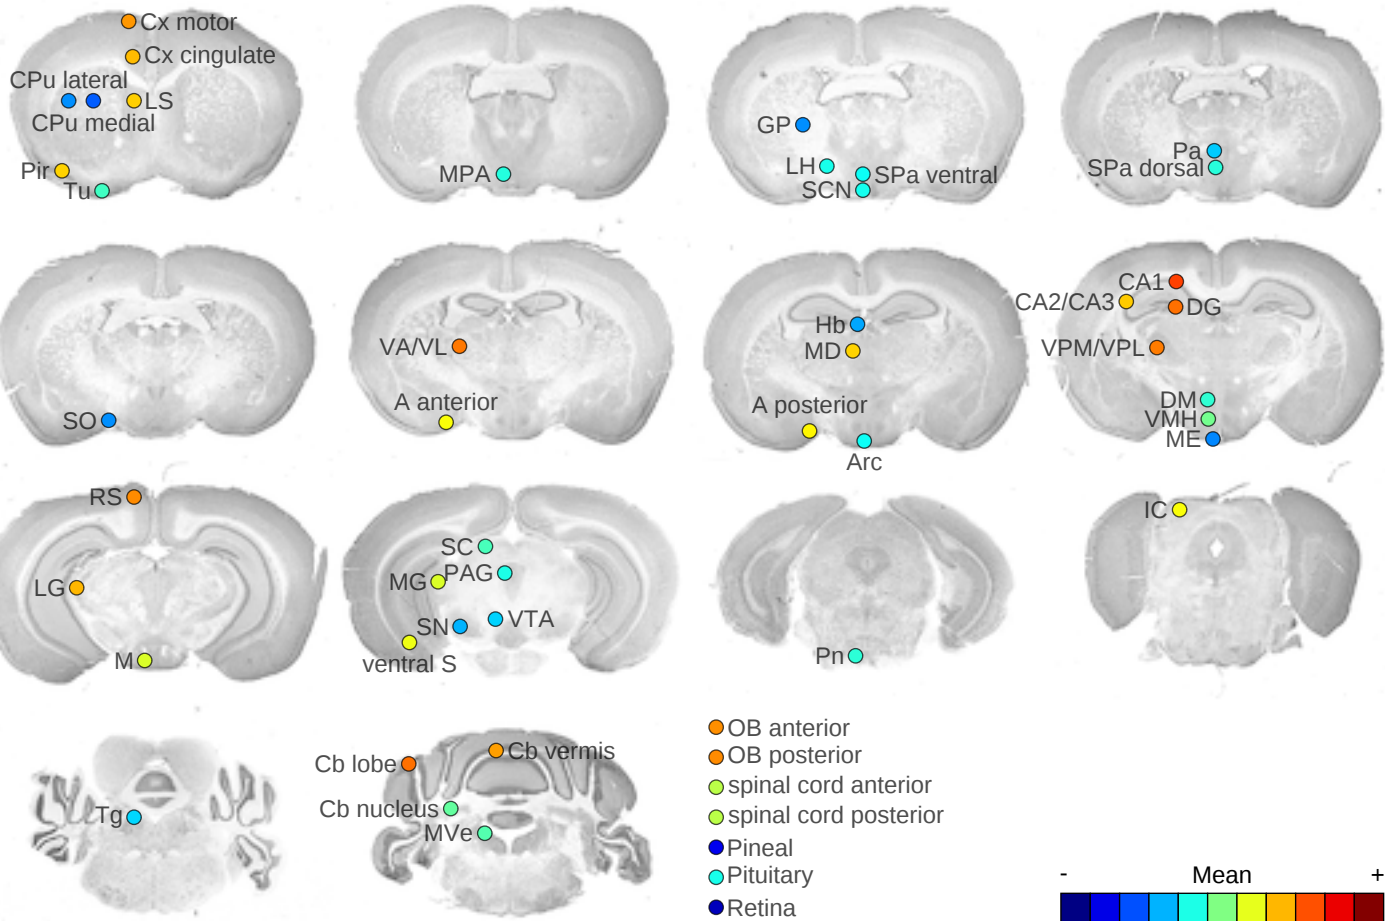 Cx motor
Cx cingulate
CPu lateral
LS
CPu medial
Pir
Tu
MPA
GP
LH
SPa ventral
SCN
Pa
SPa dorsal
SO
VA/VL
A anterior
Hb
MD
A posterior
Arc
CA1
CA2/CA3
DG
VPM/VPL
DM
VMH
ME
RS
LG
M
SC
PAG
MG
VTA
SN
ventral S
Pn
IC
Tg
Cb lobe
Cb vermis
Cb nucleus
MVe
OB anterior
OB posterior
spinal cord anterior
spinal cord posterior
Pineal
Pituitary
Retina
- Mean +